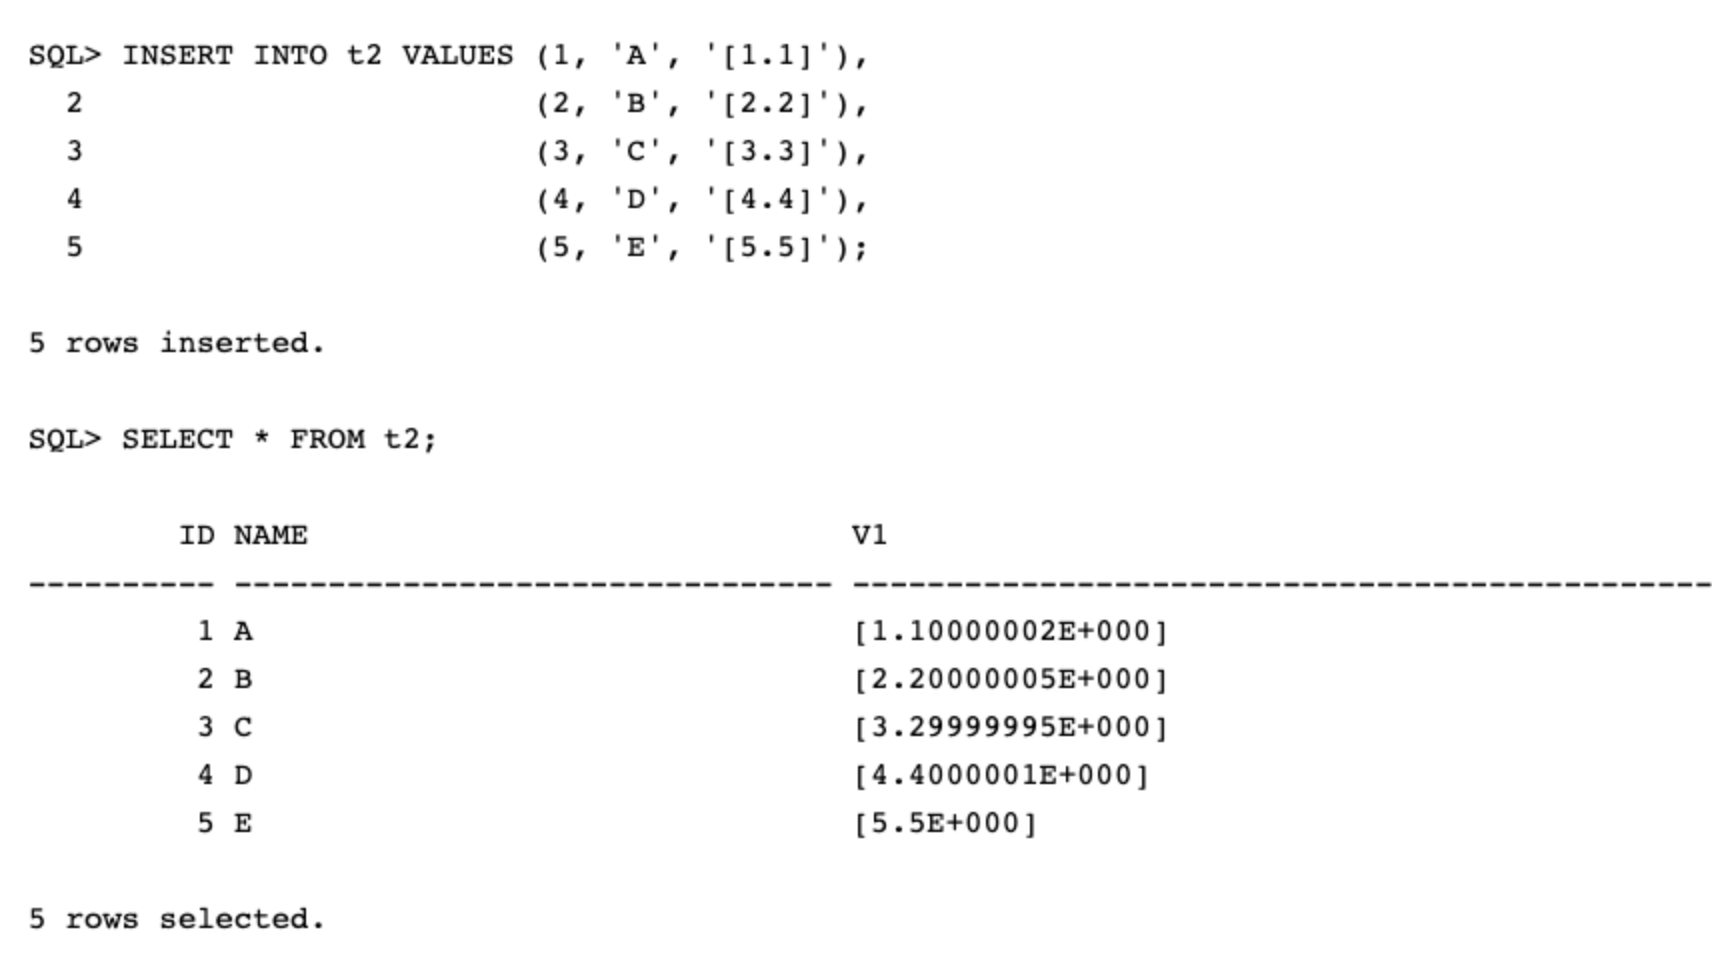 SQL> INSERT INTO t2 VALUES (1, 'A', '[1.1]'),
  2                        (2, 'B', '[2.2]'),
  3                        (3, 'C', '[3.3]'),
  4                        (4, 'D', '[4.4]'),
  5                        (5, 'E', '[5.5]');
5 rows inserted.
SQL> SELECT * FROM t2;
        ID NAME                             V1
---------- -------------------------------- ----------------------------------------------
         1 A                                [1.10000002E+000]
         2 B                                [2.20000005E+000]
         3 C                                [3.29999995E+000]
         4 D                                [4.4000001E+000]
         5 E                                [5.5E+000]
5 rows selected.